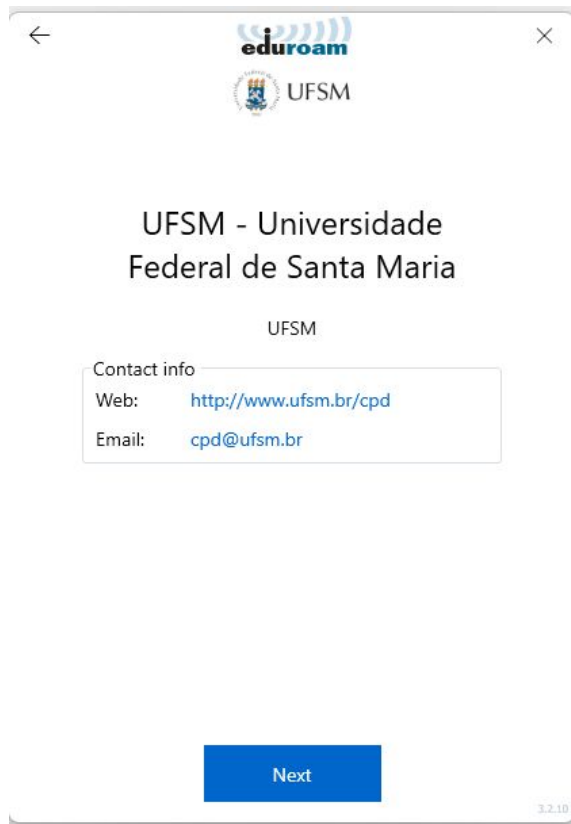 eduroam
UFSM
UFSM - Universidade
Federal de Santa Maria
UFSM
Contact info
Web: http://www.ufsm.br/cpd
Email: cpd@ufsm.br
Next
3.2.10